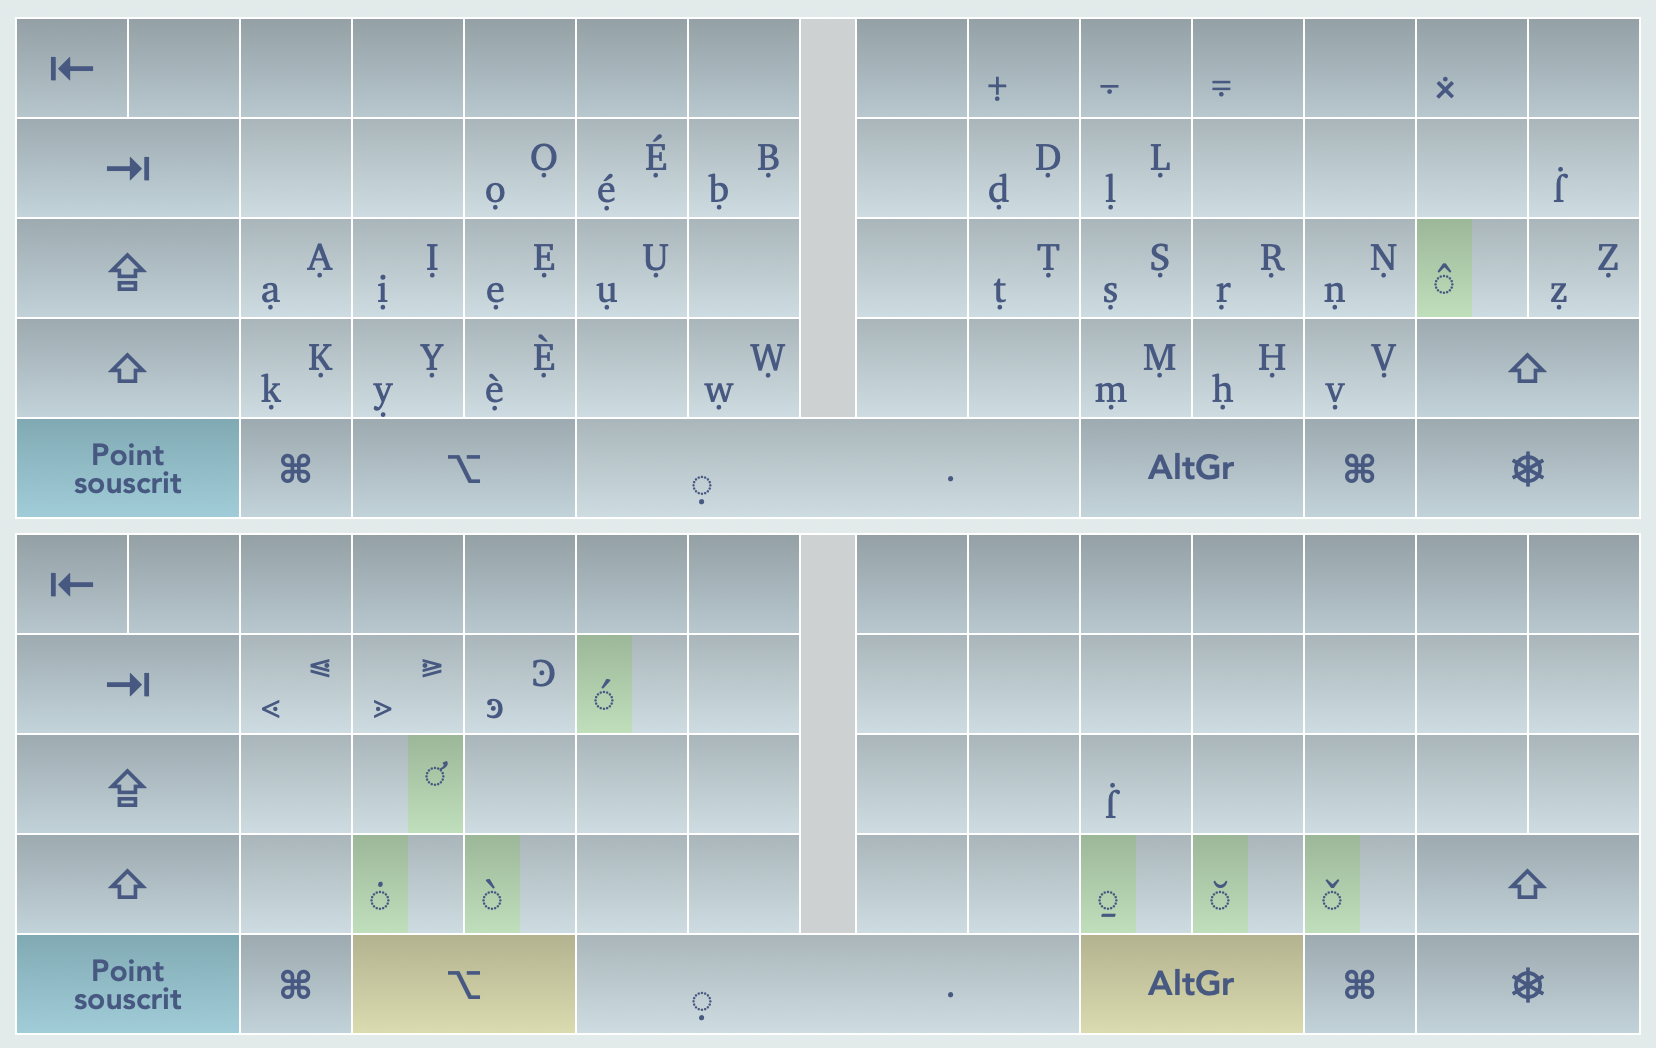 ⇤ ∔̣ ⨪ ⩦ ẋ
⇥ Ọ Ẹ́ Ḅ Ḍ Ḷ
ọ ẹ́ ḅ ḍ ḷ ẛ
Ạ Ị Ẹ Ụ Ṭ Ṣ Ṛ Ṇ Ẓ
ạ ị ẹ ụ ṭ ṣ ṛ ṇ ◌̂ ẓ
Ḳ Ỵ Ẹ̀ Ẉ Ṃ Ḥ Ṿ
ḳ ỵ ẹ̀ ẉ ṃ ḥ ṿ
Point
souscrit ⌘ ⌥ ◌̣ . AltGr ⌘ ⎈
⇤
⇥ ⪪ ⪫ Ͽ ◌́
⋖ ⋗ ͽ
◌̛ ẛ
◌̇ ◌̀ ◌̱ ◌̆ ◌̌
Point
souscrit ⌘ ⌥ ◌̣ . AltGr ⌘ ⎈